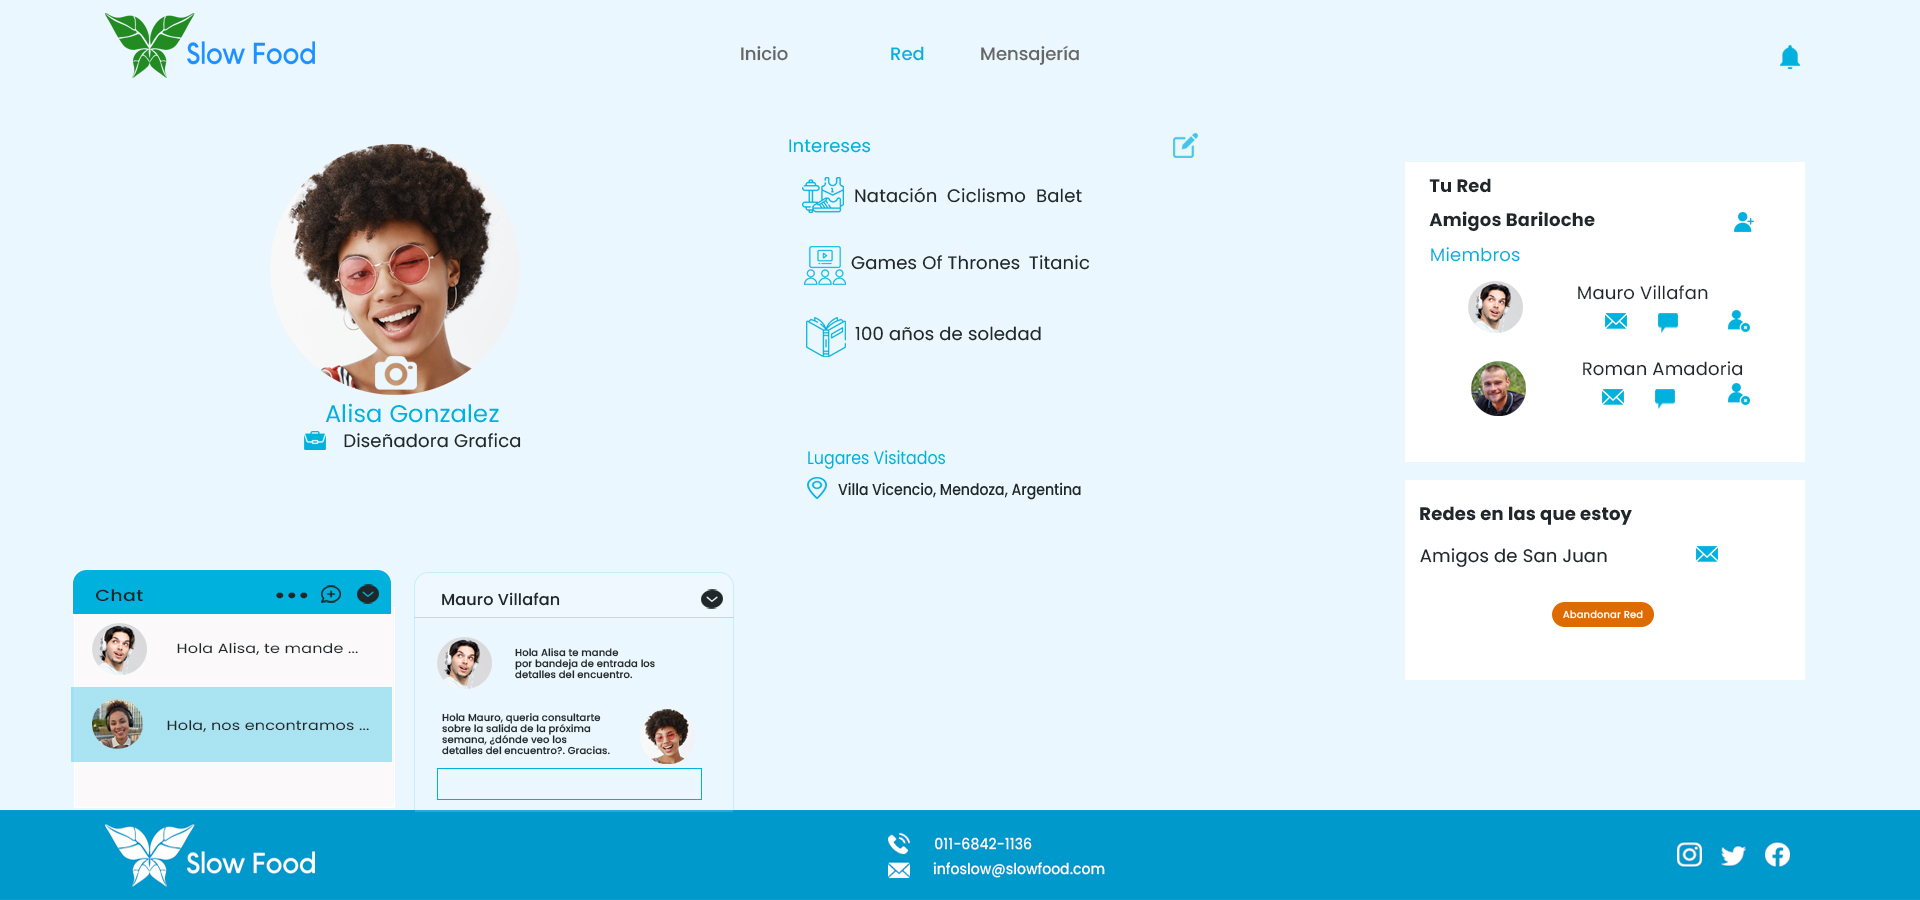 Slow Food
Inicio
Red
Mensajería
Intereses
Natación Ciclismo Balet
Games Of Thrones Titanic
100 años de soledad
Alisa Gonzalez
Diseñadora Grafica
Lugares Visitados
Villa Vicencio, Mendoza, Argentina
Tu Red
Amigos Bariloche
Miembros
Mauro Villafan
Roman Amadoria
Redes en las que estoy
Amigos de San Juan
Abandonar Red
Chat
Hola Alisa, te mande ...
Hola, nos encontramos ...
Mauro Villafan
Hola Alisa te mande
por bandeja de entrada los
detalles del encuentro.
Hola Mauro, queria consultarte
sobre la salida de la próxima
semana, ¿dónde veo los
detalles del encuentro?. Gracias.
Slow Food
011-6842-1136
infoslow@slowfood.com